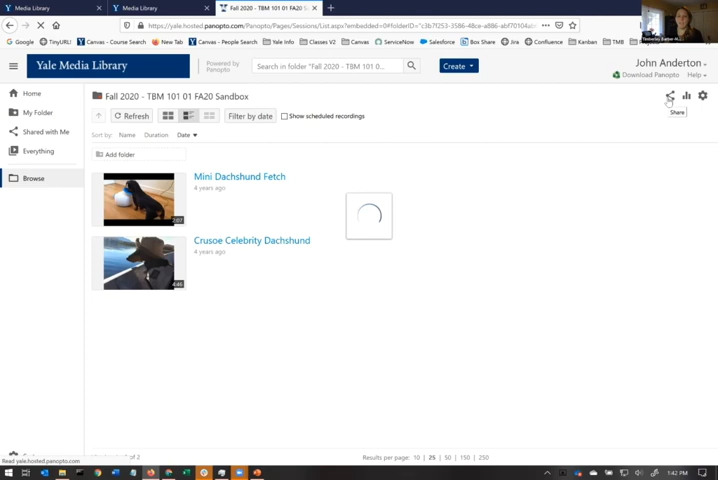 Media Library
Media Library
Fall 2020 - TBM 101 01 FA20 S
https://yale.hosted.panopto.com/Panopto/Pages/Sessions/List.aspx?embedded=0#folderID=
Google
TinyURL!
Canvas - Course Search
New Tab
Canvas - People Search
Yale Info
Classes V2
Canvas
ServiceNow
Salesforce
Box Share
Jira
Confluence
Kanban
TMB
Yale Media Library
Powered by
Panopto
Search in folder "Fall 2020 - TBM 101 0...
Create
John Anderton
Download Panopto
Help
Home
My Folder
Shared with Me
Everything
Browse
Fall 2020 - TBM 101 01 FA20 Sandbox
Share
Refresh
Filter by date
Show scheduled recordings
Sort by: Name Duration Date
Add folder
Mini Dachshund Fetch
4 years ago
2:07
Crusoe Celebrity Dachshund
4 years ago
4:46
Read yale.hosted.panopto.com
of 2
Results per page: 10 25 50 150 250
1:42 PM